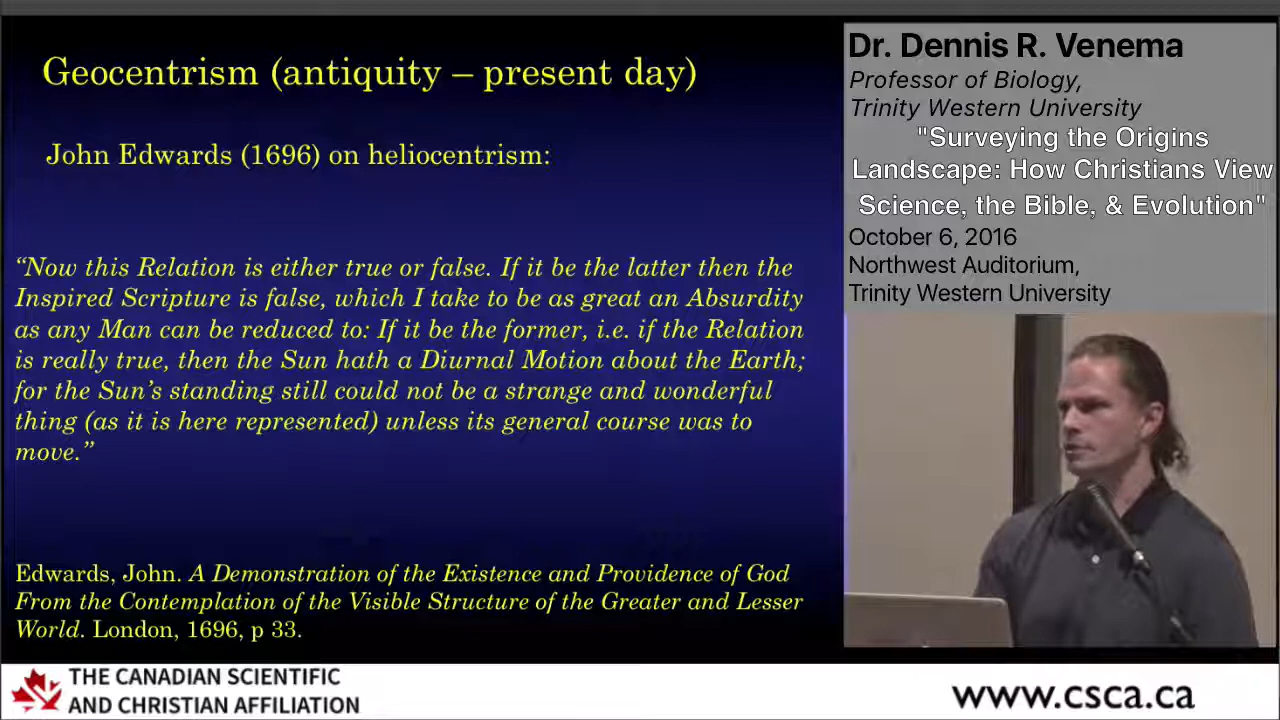 Geocentrism (antiquity – present day)
John Edwards (1696) on heliocentrism:
“Now this Relation is either true or false. If it be the latter then the
Inspired Scripture is false, which I take to be as great an Absurdity
as any Man can be reduced to: If it be the former, i.e. if the Relation
is really true, then the Sun hath a Diurnal Motion about the Earth;
for the Sun’s standing still could not be a strange and wonderful
thing (as it is here represented) unless its general course was to
move.”
Edwards, John. A Demonstration of the Existence and Providence of God
From the Contemplation of the Visible Structure of the Greater and Lesser
World. London, 1696, p 33.
Dr. Dennis R. Venema
Professor of Biology,
Trinity Western University
"Surveying the Origins
Landscape: How Christians View
Science, the Bible, & Evolution"
October 6, 2016
Northwest Auditorium,
Trinity Western University
THE CANADIAN SCIENTIFIC
AND CHRISTIAN AFFILIATION
www.csca.ca